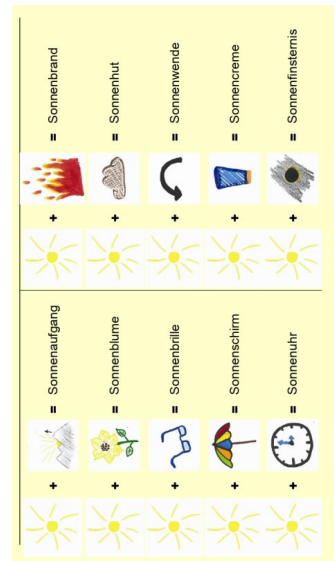 + = Sonnenaufgang
+ = Sonnenblume
+ = Sonnenbrille
+ = Sonnenschirm
+ = Sonnenuhr
+ = Sonnenbrand
+ = Sonnenhut
+ = Sonnenwende
+ = Sonnencreme
+ = Sonnenfinsternis